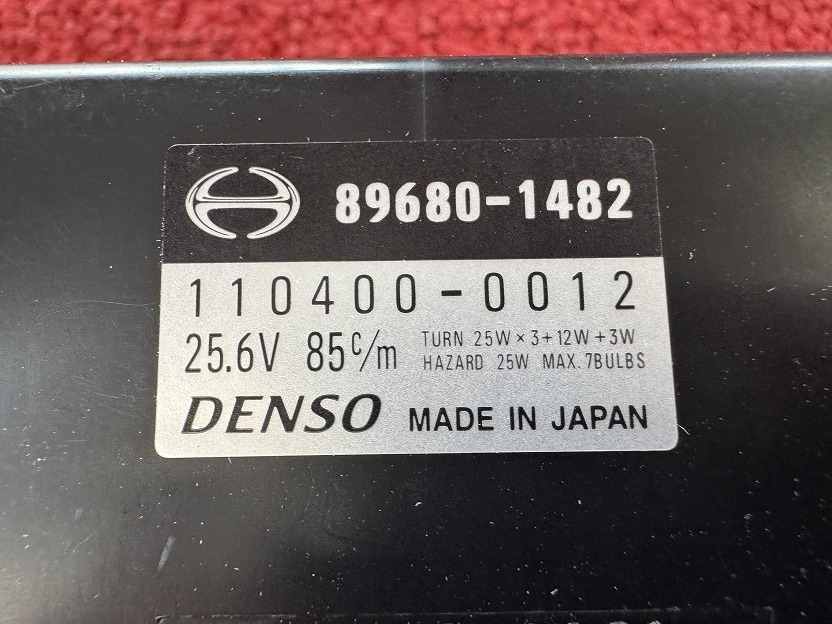 89680-1482
110400-0012
25.6V 85c/m TURN 25W×3+12W+3W
HAZARD 25W MAX.7BULBS
DENSO MADE IN JAPAN